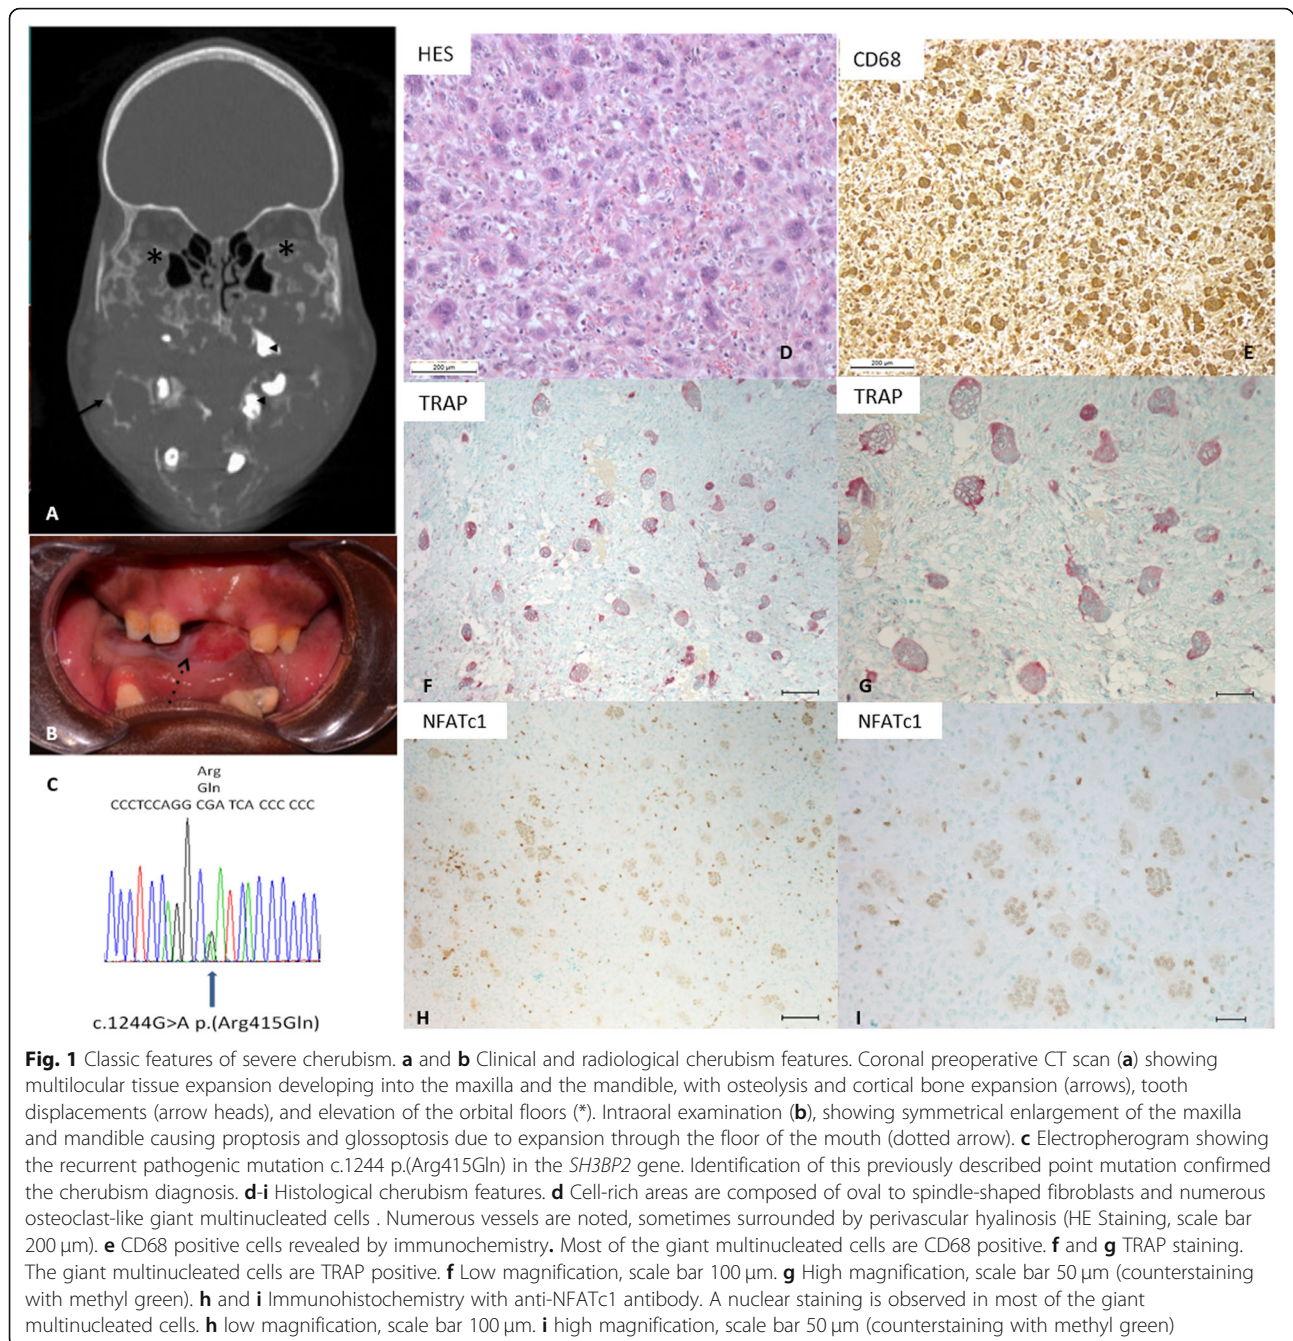 HES
CD68
*
*
A
D
200 µm
E
200 µm
TRAP
TRAP
B
F
G
NFATc1
NFATc1
C
Arg
Gln
CCCTCCAGG CGA TCA CCC CCC
c.1244G>A p.(Arg415Gln)
H
I
Fig. 1 Classic features of severe cherubism. a and b Clinical and radiological cherubism features. Coronal preoperative CT scan (a) showing
multilocular tissue expansion developing into the maxilla and the mandible, with osteolysis and cortical bone expansion (arrows), tooth
displacements (arrow heads), and elevation of the orbital floors (*). Intraoral examination (b), showing symmetrical enlargement of the maxilla
and mandible causing proptosis and glossoptosis due to expansion through the floor of the mouth (dotted arrow). c Electropherogram showing
the recurrent pathogenic mutation c.1244 p.(Arg415Gln) in the SH3BP2 gene. Identification of this previously described point mutation confirmed
the cherubism diagnosis. d-i Histological cherubism features. d Cell-rich areas are composed of oval to spindle-shaped fibroblasts and numerous
osteoclast-like giant multinucleated cells . Numerous vessels are noted, sometimes surrounded by perivascular hyalinosis (HE Staining, scale bar
200 µm). e CD68 positive cells revealed by immunochemistry. Most of the giant multinucleated cells are CD68 positive. f and g TRAP staining.
The giant multinucleated cells are TRAP positive. f Low magnification, scale bar 100 µm. g High magnification, scale bar 50 µm (counterstaining
with methyl green). h and i Immunohistochemistry with anti-NFATc1 antibody. A nuclear staining is observed in most of the giant
multinucleated cells. h low magnification, scale bar 100 µm. i high magnification, scale bar 50 µm (counterstaining with methyl green)